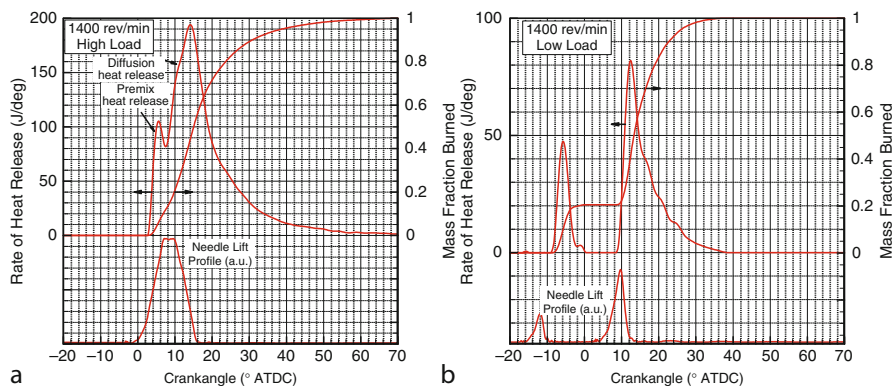 1400 rev/min
High Load
Diffusion
heat release
Premix
heat release
Needle Lift
Profile (a.u.)
Rate of Heat Release (J/deg)
200
150
100
50
0
1
0.8
0.6
0.4
0.2
0
Mass Fraction Burned
−20 −10 0 10 20 30 40 50 60 70
Crankangle (° ATDC)
a
1400 rev/min
Low Load
Needle Lift
Profile (a.u.)
Rate of Heat Release (J/deg)
100
50
0
1
0.8
0.6
0.4
0.2
0
Mass Fraction Burned
−20 −10 0 10 20 30 40 50 60 70
Crankangle (° ATDC)
b